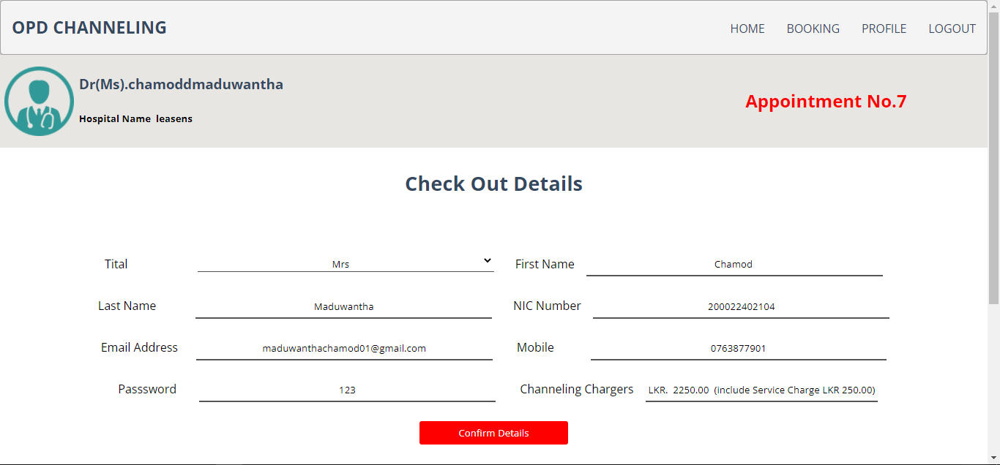 OPD CHANNELING
HOME BOOKING PROFILE LOGOUT
Dr(Ms).chamoddmaduwantha
Hospital Name leasens
Appointment No.7
Check Out Details
Tital Mrs First Name Chamod
Last Name Maduwantha NIC Number 200022402104
Email Address maduwanthachamod01@gmail.com Mobile 0763877901
Passsword 123 Channeling Chargers LKR. 2250.00 (include Service Charge LKR 250.00)
Confirm Details